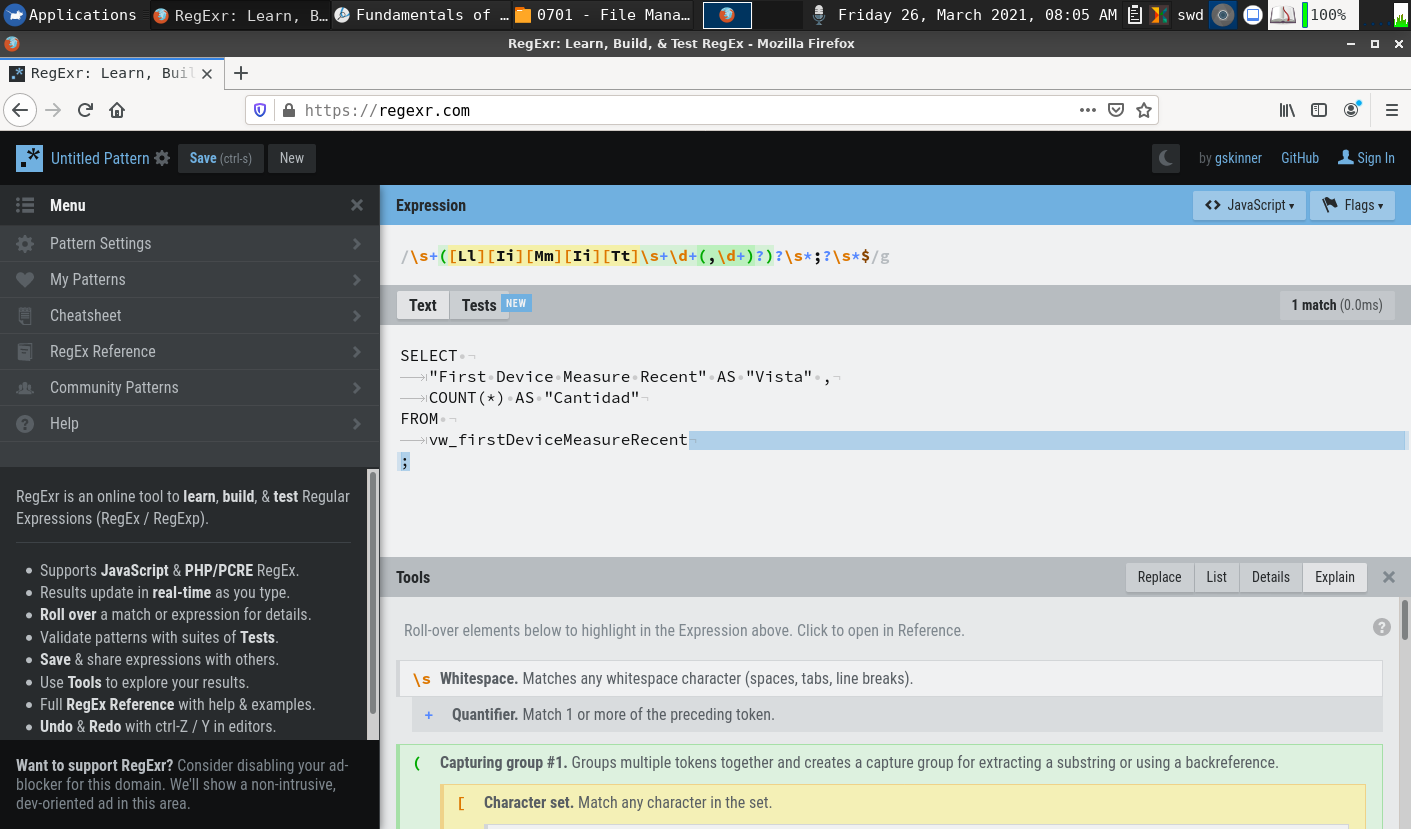 Applications RegExr: Learn, B... Fundamentals of ... 0701 - File Mana... Friday 26, March 2021, 08:05 AM swd 100%
RegExr: Learn, Build, & Test RegEx - Mozilla Firefox
RegExr: Learn, Buil
https://regexr.com
Untitled Pattern Save (ctrl-s) New by gskinner GitHub Sign In
Menu
Pattern Settings
My Patterns
Cheatsheet
RegEx Reference
Community Patterns
Help
RegExr is an online tool to learn, build, & test Regular
Expressions (RegEx / RegExp).
Supports JavaScript & PHP/PCRE RegEx.
Results update in real-time as you type.
Roll over a match or expression for details.
Validate patterns with suites of Tests.
Save & share expressions with others.
Use Tools to explore your results.
Full RegEx Reference with help & examples.
Undo & Redo with ctrl-Z / Y in editors.
Want to support RegExr? Consider disabling your ad-
blocker for this domain. We'll show a non-intrusive,
dev-oriented ad in this area.
Expression <> JavaScript ▾ Flags ▾
/\s+([Ll][Ii][Mm][Ii][Tt]\s+\d+(,\d+)?)?\s*;?\s*$/g
Text Tests NEW 1 match (0.0ms)
SELECT
"First Device Measure Recent" AS "Vista" ,
COUNT(*) AS "Cantidad"
FROM
vw_firstDeviceMeasureRecent
;
Tools Replace List Details Explain
Roll-over elements below to highlight in the Expression above. Click to open in Reference.
\s Whitespace. Matches any whitespace character (spaces, tabs, line breaks).
+ Quantifier. Match 1 or more of the preceding token.
( Capturing group #1. Groups multiple tokens together and creates a capture group for extracting a substring or using a backreference.
[ Character set. Match any character in the set.